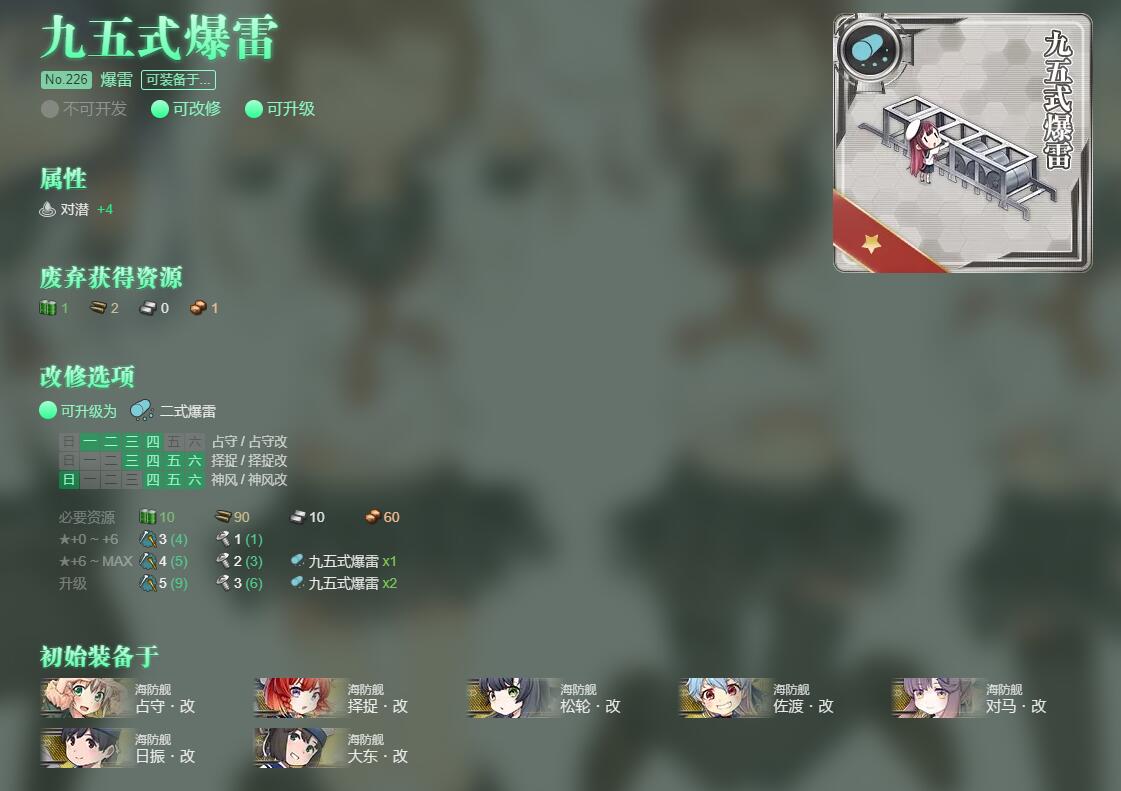 九五式爆雷
No.226 爆雷 可装备于...
不可开发 可改修 可升级
九五式爆雷
属性
对潜 +4
废弃获得资源
1 2 0 1
改修选项
可升级为 二式爆雷
日 一 二 三 四 五 六 占守 / 占守改
日 一 二 三 四 五 六 择捉 / 择捉改
日 一 二 三 四 五 六 神风 / 神风改
必要资源 10 90 10 60
★+0 ~ +6 3 (4) 1 (1)
★+6 ~ MAX 4 (5) 2 (3) 九五式爆雷 x1
升级 5 (9) 3 (6) 九五式爆雷 x2
初始装备于
海防舰
占守 · 改
海防舰
择捉 · 改
海防舰
松轮 · 改
海防舰
佐渡 · 改
海防舰
对马 · 改
海防舰
日振 · 改
海防舰
大东 · 改